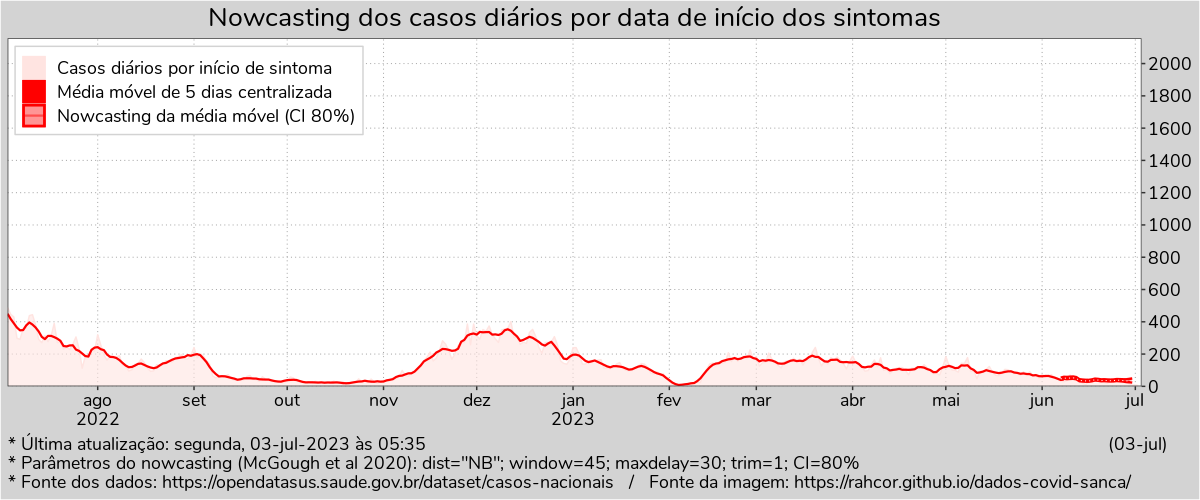 Nowcasting dos casos diários por data de início dos sintomas
Casos diários por início de sintoma
Média móvel de 5 dias centralizada
Nowcasting da média móvel (CI 80%)
2000
1800
1600
1400
1200
1000
800
600
400
200
0
ago set out nov dez jan fev mar abr mai jun jul
2022 2023
* Última atualização: segunda, 03-jul-2023 às 05:35 (03-jul)
* Parâmetros do nowcasting (McGough et al 2020): dist="NB"; window=45; maxdelay=30; trim=1; CI=80%
* Fonte dos dados: https://opendatasus.saude.gov.br/dataset/casos-nacionais / Fonte da imagem: https://rahcor.github.io/dados-covid-sanca/